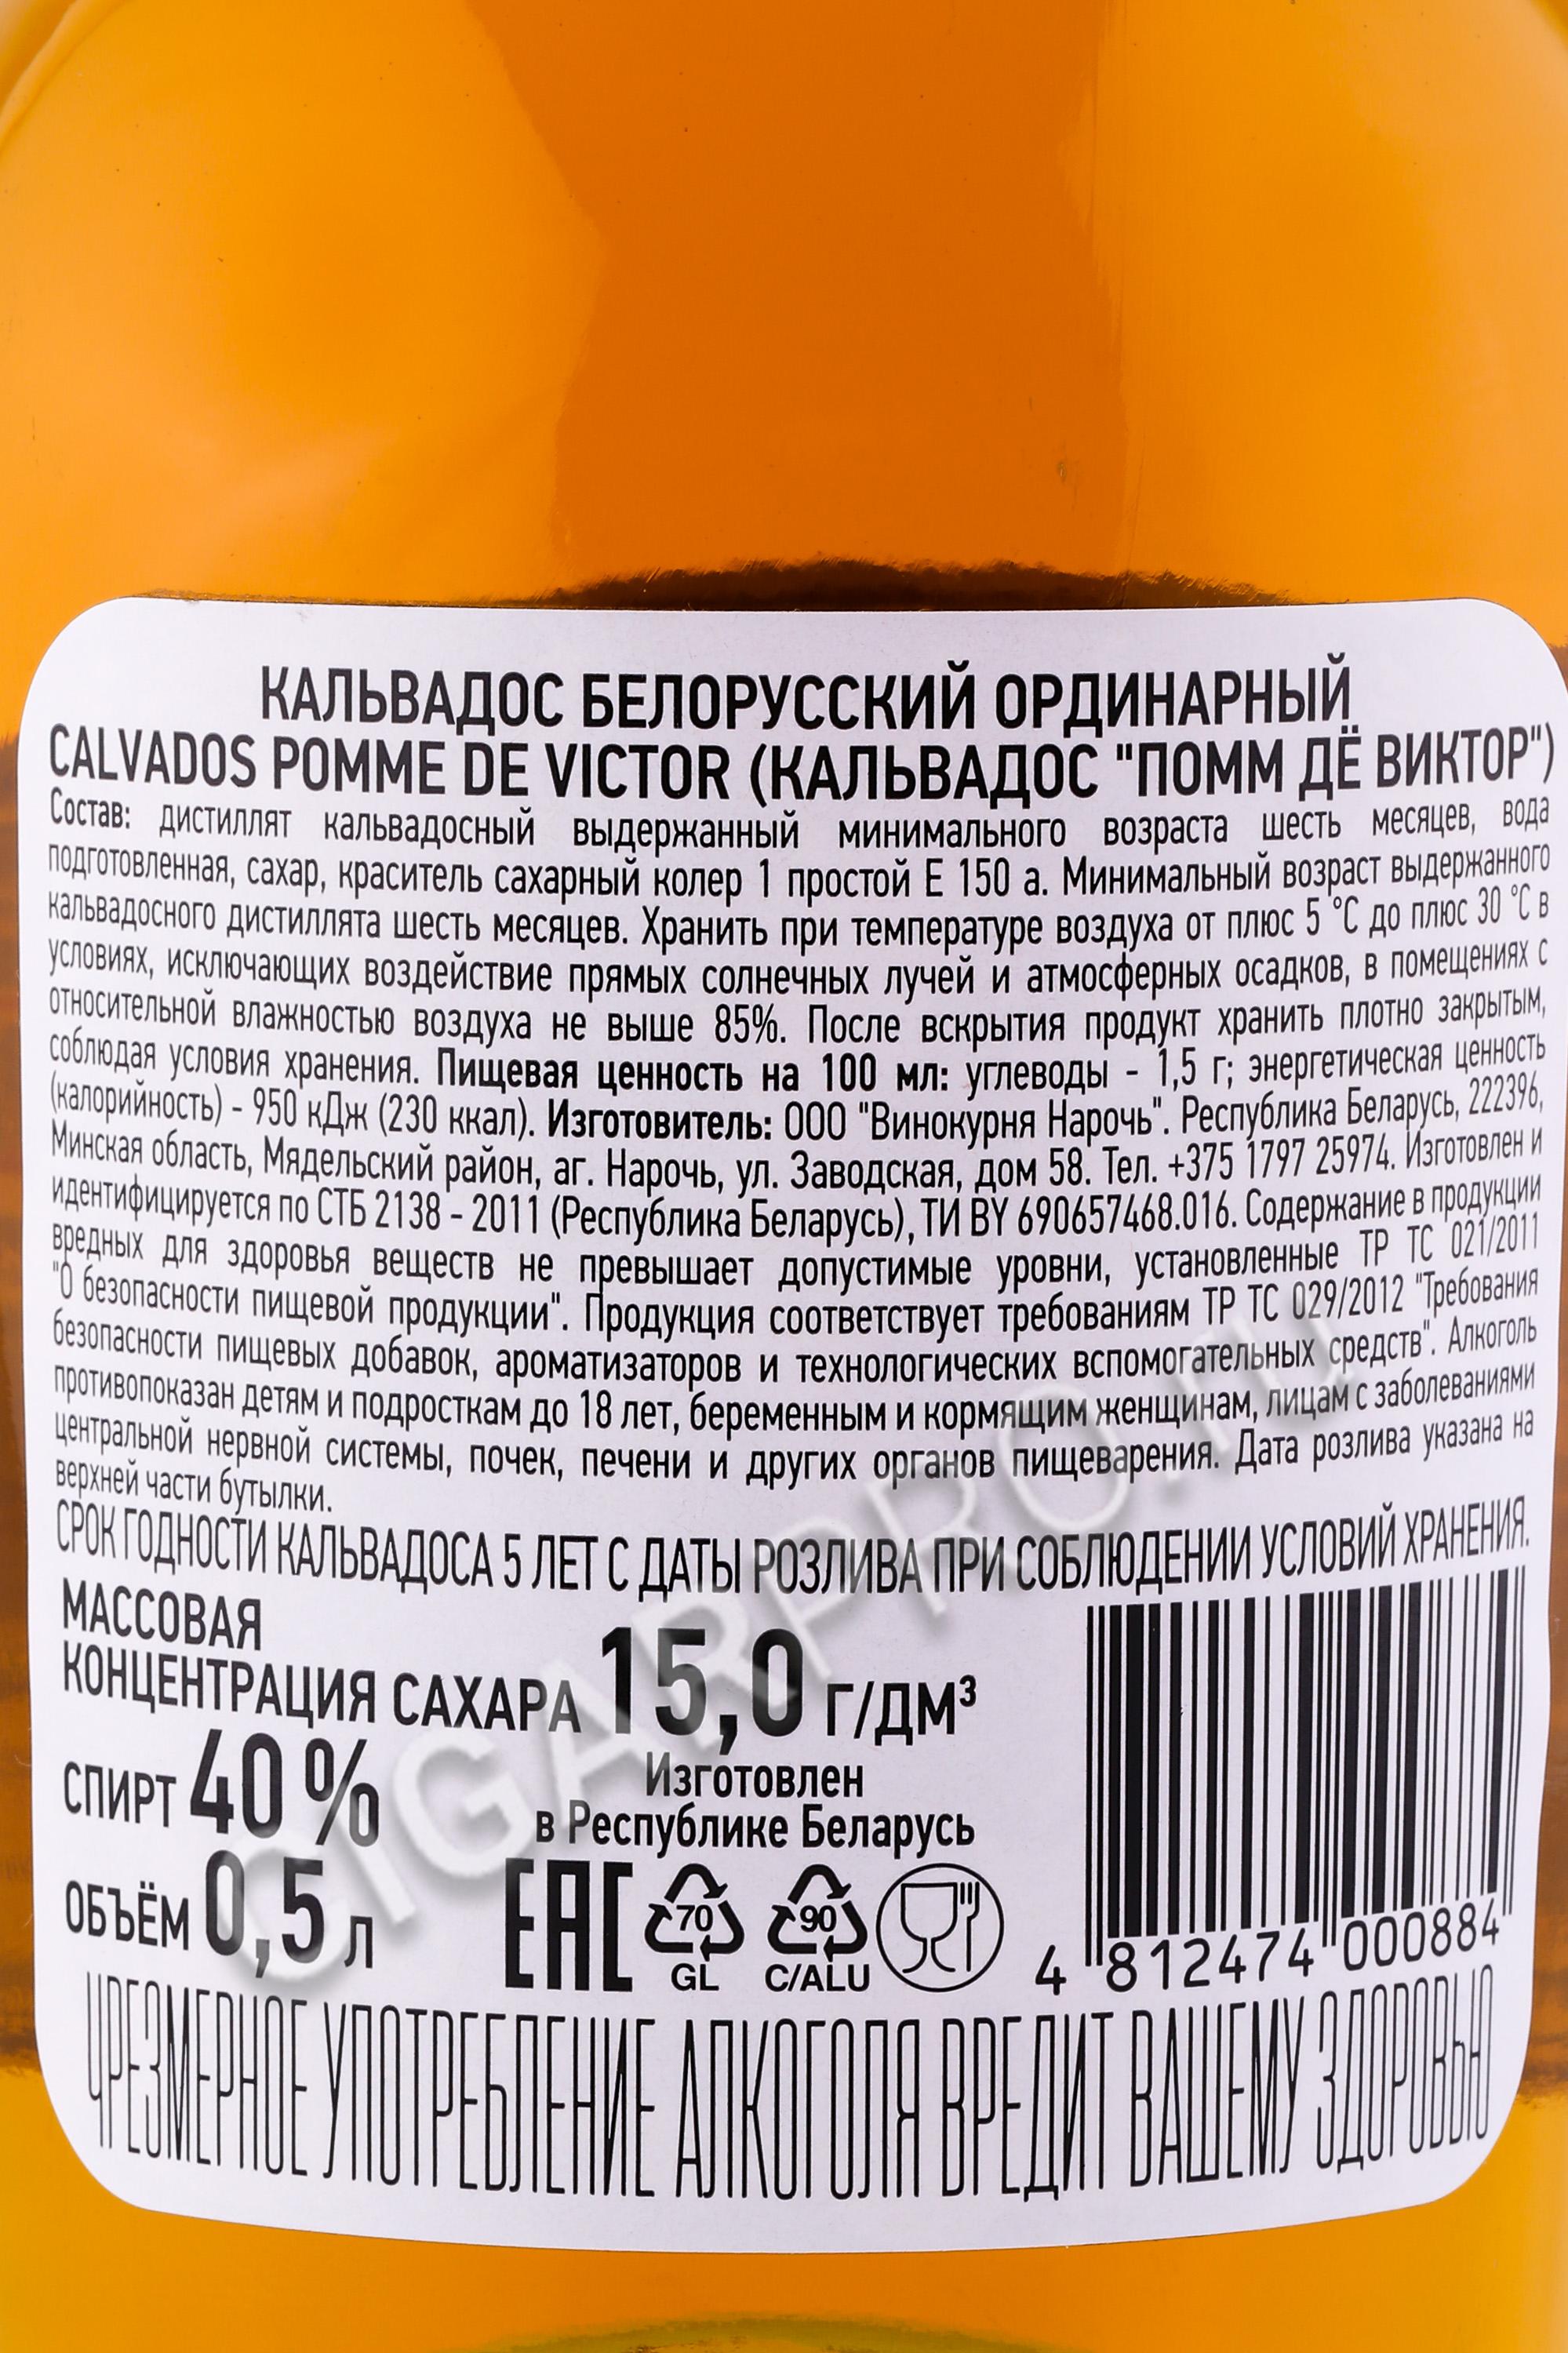 КАЛЬВАДОС БЕЛОРУССКИЙ ОРДИНАРНЫЙ
CALVADOS POMME DE VICTOR (КАЛЬВАДОС "ПОММ ДЁ ВИКТОР")
Состав: дистиллят кальвадосный выдержанный минимального возраста шесть месяцев, вода
подготовленная, сахар, краситель сахарный колер 1 простой Е 150 а. Минимальный возраст выдержанного
кальвадосного дистиллята шесть месяцев. Хранить при температуре воздуха от плюс 5 °С до плюс 30 °С в
условиях, исключающих воздействие прямых солнечных лучей и атмосферных осадков, в помещениях с
относительной влажностью воздуха не выше 85%. После вскрытия продукт хранить плотно закрытым,
соблюдая условия хранения. Пищевая ценность на 100 мл: углеводы - 1,5 г; энергетическая ценность
(калорийность) - 950 кДж (230 ккал). Изготовитель: ООО "Винокурня Нарочь". Республика Беларусь, 222396,
Минская область, Мядельский район, аг. Нарочь, ул. Заводская, дом 58. Тел. +375 1797 25974. Изготовлен и
идентифицируется по СТБ 2138 - 2011 (Республика Беларусь), ТИ BY 690657468.016. Содержание в продукции
вредных для здоровья веществ не превышает допустимые уровни, установленные ТР ТС 021/2011
"О безопасности пищевой продукции". Продукция соответствует требованиям ТР ТС 029/2012 "Требования
безопасности пищевых добавок, ароматизаторов и технологических вспомогательных средств". Алкоголь
противопоказан детям и подросткам до 18 лет, беременным и кормящим женщинам, лицам с заболеваниями
центральной нервной системы, почек, печени и других органов пищеварения. Дата розлива указана на
верхней части бутылки.
СРОК ГОДНОСТИ КАЛЬВАДОСА 5 ЛЕТ С ДАТЫ РОЗЛИВА ПРИ СОБЛЮДЕНИИ УСЛОВИЙ ХРАНЕНИЯ.
МАССОВАЯ
КОНЦЕНТРАЦИЯ САХАРА 15,0 Г/ДМ³
СПИРТ 40 %
Изготовлен
в Республике Беларусь
ОБЪЁМ 0,5 Л
ЕАС
70
GL
90
C/ALU
4 812474 000884
ЧРЕЗМЕРНОЕ УПОТРЕБЛЕНИЕ АЛКОГОЛЯ ВРЕДИТ ВАШЕМУ ЗДОРОВЬЮ
CIGARPRO.ru